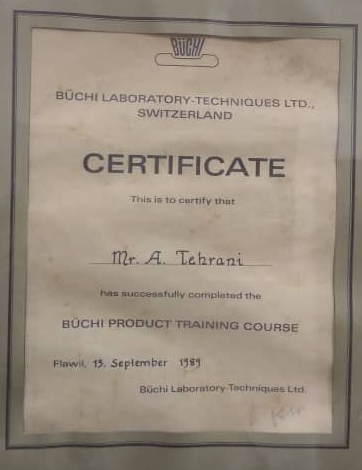 BÜCHI
BÜCHI LABORATORY-TECHNIQUES LTD.,
SWITZERLAND
CERTIFICATE
This is to certify that
Mr. A. Tehrani
has successfully completed the
BÜCHI PRODUCT TRAINING COURSE
Flawil, 15. September 1989
Büchi Laboratory-Techniques Ltd.